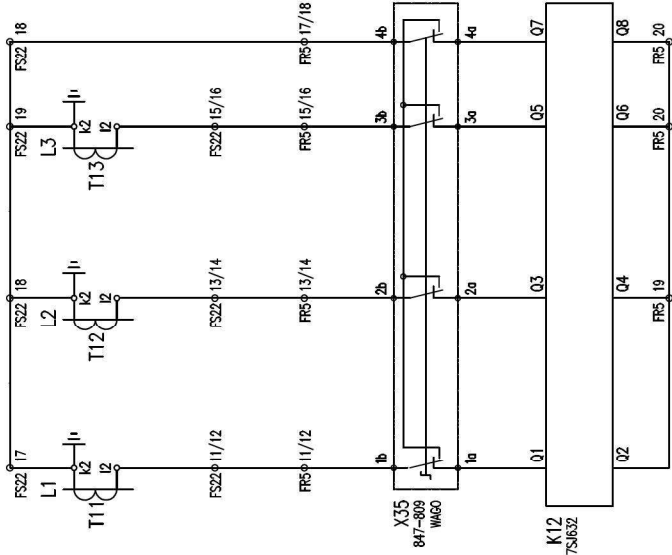 FS22 18
FS22 19
FS22 18
FS22 17
L3
L2
L1
k2
k2
k2
T13
T12
T11
l2
l2
l2
FS22 15/16
FS22 13/14
FS22 11/12
FR5 17/18
FR5 15/16
FR5 13/14
FR5 11/12
4b
3b
2b
1b
X35
847-809
WAGO
4a
3a
2a
1a
Q7
Q5
Q3
Q1
K12
7SJ632
Q8
Q6
Q4
Q2
FR5 20
FR5 20
FR5 19